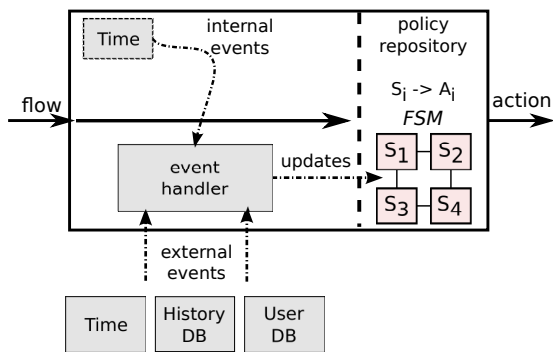 Time
internal
events
policy
repository
S_i -> A_i
FSM
flow
action
event
handler
updates
S_1
S_2
S_3
S_4
external
events
Time
History
DB
User
DB